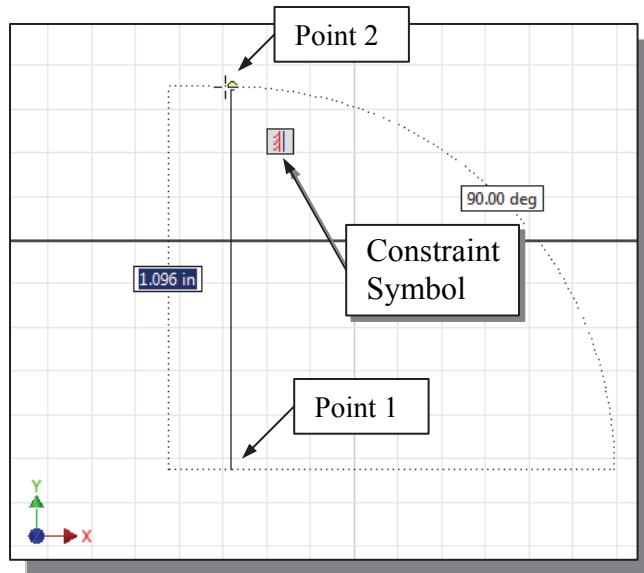 Point 2
90.00 deg
Constraint
Symbol
1.096 in
Point 1
Y
X